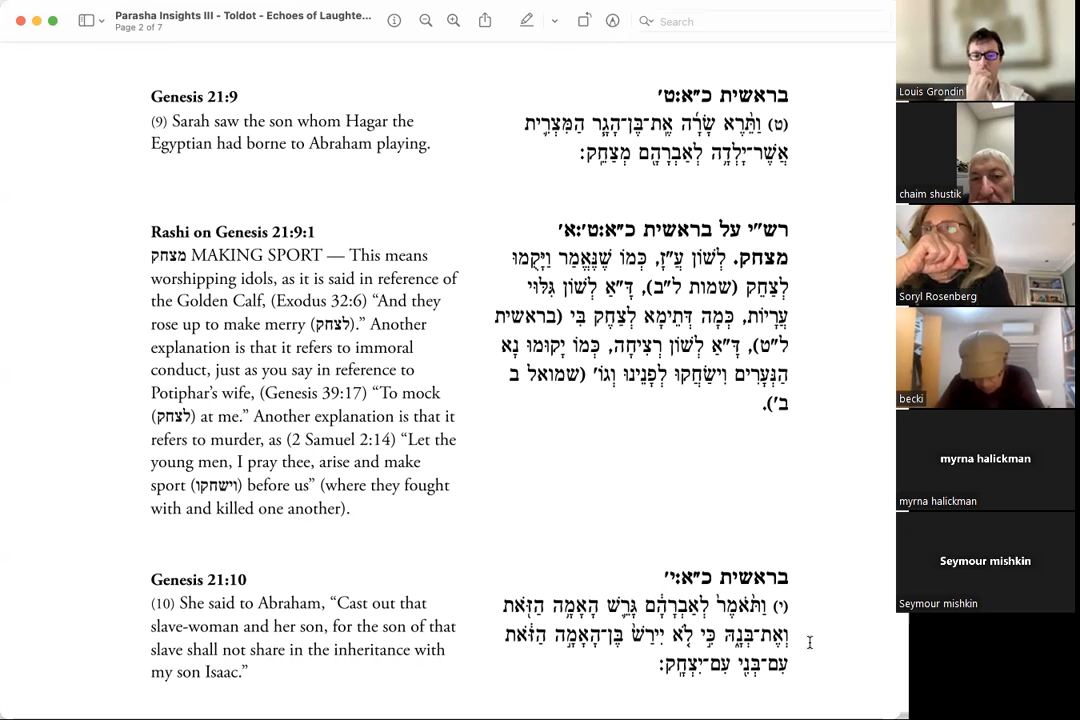 Parasha Insights III - Toldot - Echoes of Laughte...
Page 2 of 7
Search
Genesis 21:9
(9) Sarah saw the son whom Hagar the
Egyptian had borne to Abraham playing.
בראשית כ״א:ט׳
(ט) וַתֵּ֨רֶא שָׂרָ֜ה אֶֽת־בֶּן־הָגָ֧ר הַמִּצְרִ֛ית
אֲשֶׁר־יָלְדָ֥ה לְאַבְרָהָ֖ם מְצַחֵֽק׃
Rashi on Genesis 21:9:1
מצחק MAKING SPORT — This means
worshipping idols, as it is said in reference of
the Golden Calf, (Exodus 32:6) “And they
rose up to make merry (לצחק).” Another
explanation is that it refers to immoral
conduct, just as you say in reference to
Potiphar’s wife, (Genesis 39:17) “To mock
(לצחק) at me.” Another explanation is that it
refers to murder, as (2 Samuel 2:14) “Let the
young men, I pray thee, arise and make
sport (וישחקו) before us” (where they fought
with and killed one another).
רש״י על בראשית כ״א:ט׳:א׳
מצחק. לְשׁוֹן עֲ"זָ, כְּמוֹ שֶׁנֶּאֱמַר וַיָּקֻמוּ
לְצַחֵק (שמות ל"ב), דָּ"אַ לְשׁוֹן גִּלּוּי
עֲרָיוֹת, כְּמָה דְּתֵימָא לְצַחֶק בִּי (בראשית
ל"ט), דָּ"אַ לְשׁוֹן רְצִיחָה, כְּמוֹ יָקוּמוּ נָא
הַנְּעָרִים וִישַׂחֲקוּ לְפָנֵינוּ וְגוֹ' (שמואל ב
ב').
Genesis 21:10
(10) She said to Abraham, “Cast out that
slave-woman and her son, for the son of that
slave shall not share in the inheritance with
my son Isaac.”
בראשית כ״א:י׳
(י) וַתֹּ֙אמֶר֙ לְאַבְרָהָ֔ם גָּרֵ֛שׁ הָאָמָ֥ה הַזֹּ֖את
וְאֶת־בְּנָ֑הּ כִּ֣י לֹ֤א יִירַשׁ֙ בֶּן־הָאָמָ֣ה הַזֹּ֔את
עִם־בְּנִ֖י עִם־יִצְחָֽק׃
Louis Grondin
chaim shustik
Soryl Rosenberg
becki
myrna halickman
myrna halickman
Seymour mishkin
Seymour mishkin